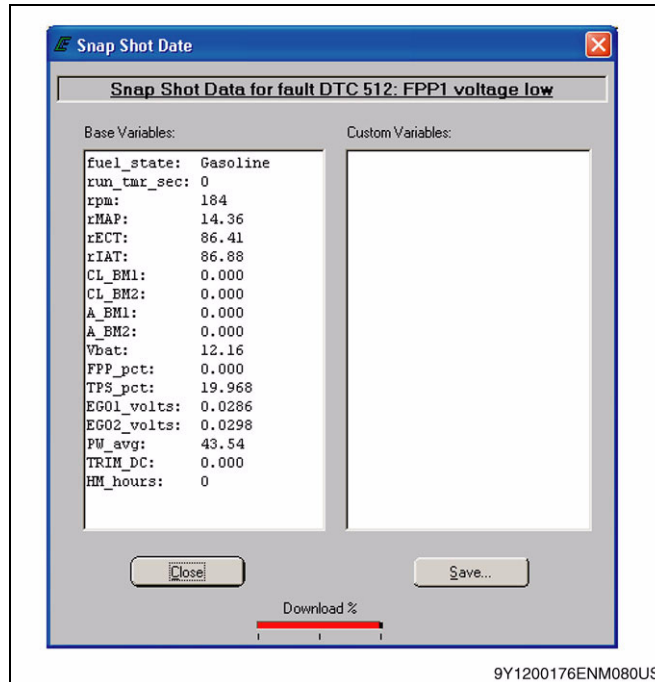 Snap Shot Date
Snap Shot Data for fault DTC 512: FPP1 voltage low
Base Variables:
fuel_state: Gasoline
run_tmr_sec: 0
rpm: 184
rMAP: 14.36
rECT: 86.41
rIAT: 86.88
CL_BM1: 0.000
CL_BM2: 0.000
A_BM1: 0.000
A_BM2: 0.000
Vbat: 12.16
FPP_pct: 0.000
TPS_pct: 19.968
EGO1_volts: 0.0286
EGO2_volts: 0.0298
PW_avg: 43.54
TRIM_DC: 0.000
HM_hours: 0
Custom Variables:
Close
Save...
Download %
9Y1200176ENM080US